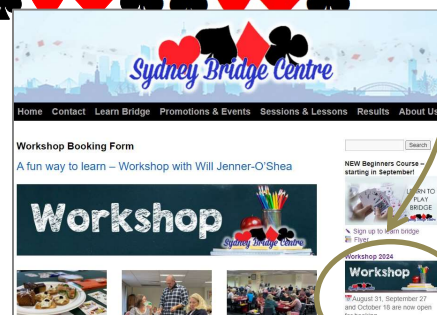 Sydney Bridge Centre
Home Contact Learn Bridge Promotions & Events Sessions & Lessons Results About Us
Workshop Booking Form
A fun way to learn – Workshop with Will Jenner-O'Shea
Workshop
Sydney Bridge Centre
Search
NEW Beginners Course –
starting in September!
LEARN TO
PLAY
BRIDGE
Sign up to learn bridge
Flyer
Workshop 2024
Workshop
August 31, September 27
and October 16 are now open
for booking